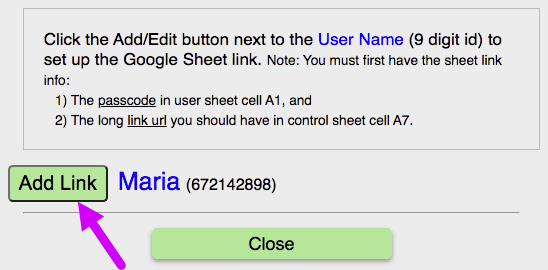 Click the Add/Edit button next to the User Name (9 digit id) to
set up the Google Sheet link. Note: You must first have the sheet link
info:
1) The passcode in user sheet cell A1, and
2) The long link url you should have in control sheet cell A7.
Add Link Maria (672142898)
Close